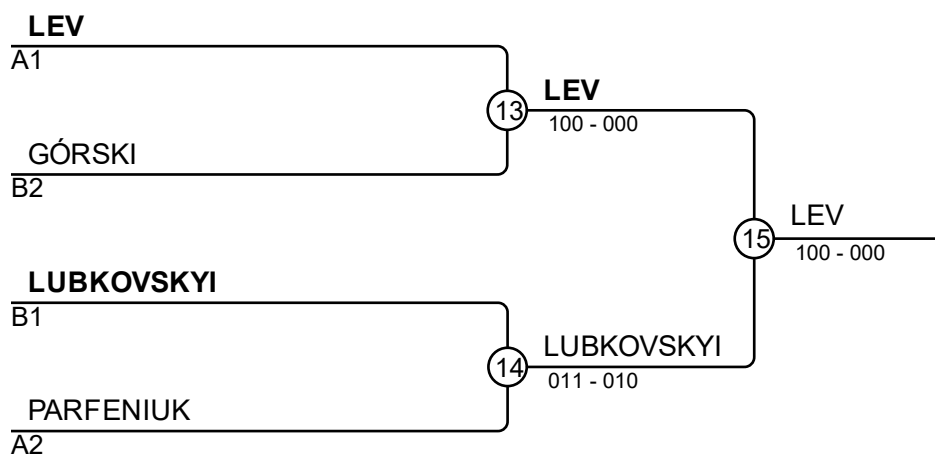 LEV
A1
13
LEV
100 - 000
GÓRSKI
B2
15
LEV
100 - 000
LUBKOVSKYI
B1
14
LUBKOVSKYI
011 - 010
PARFENIUK
A2